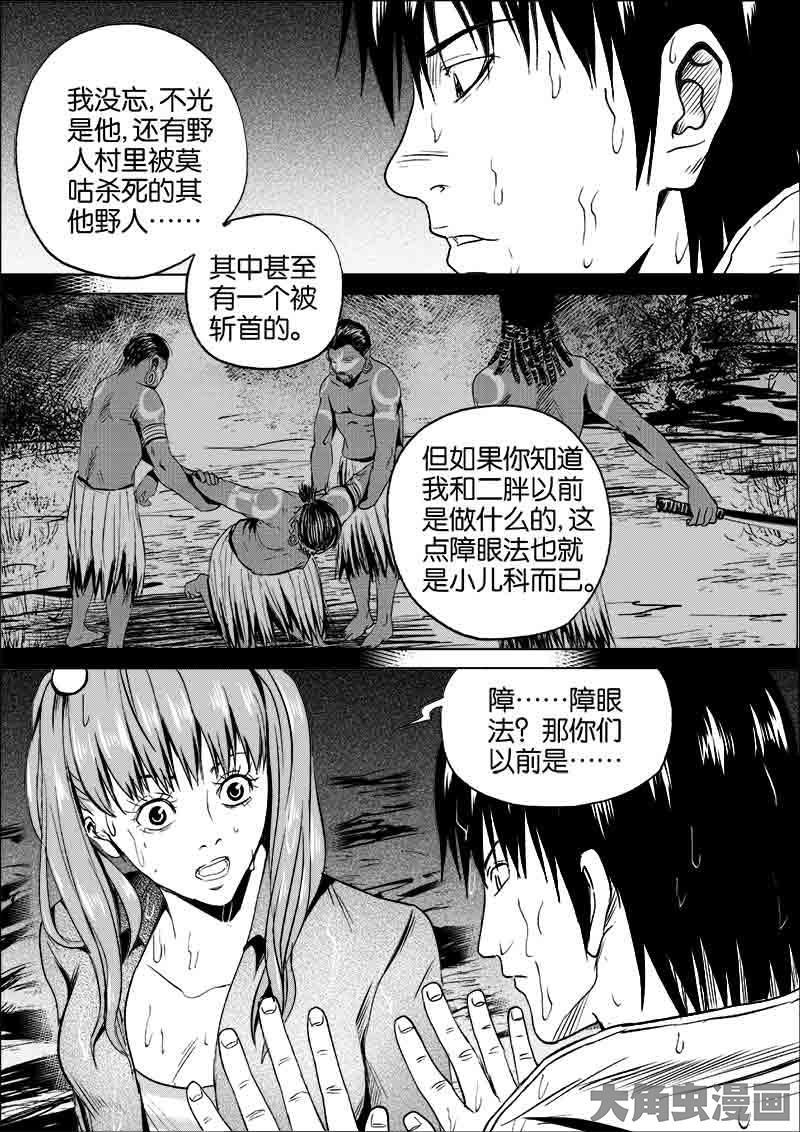 我没忘，不光
是他，还有野
人村里被莫
咕杀死的其
他野人……
其中甚至
有一个被
斩首的。
但如果你知道
我和二胖以前
是做什么的，这
点障眼法也就
是小儿科而已。
障……障眼
法？那你们
以前是……
大角虫漫画